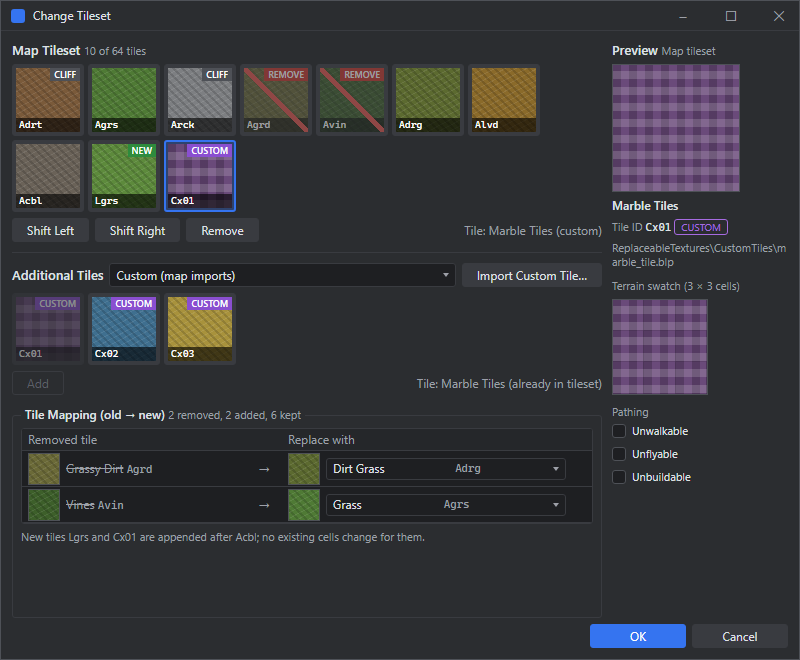 Change Tileset
Map Tileset 10 of 64 tiles
CLIFF CLIFF REMOVE REMOVE
Adrt Agrs Arck Agrd Avin Adrg Alvd
NEW CUSTOM
Acbl Lgrs Cx01
Shift Left Shift Right Remove Tile: Marble Tiles (custom)
Additional Tiles Custom (map imports) Import Custom Tile...
CUSTOM CUSTOM CUSTOM
Cx01 Cx02 Cx03
Add Tile: Marble Tiles (already in tileset)
Tile Mapping (old → new) 2 removed, 2 added, 6 kept
Removed tile Replace with
Grassy Dirt Agrd → Dirt Grass Adrg
Vines Avin → Grass Agrs
New tiles Lgrs and Cx01 are appended after Acbl; no existing cells change for them.
Preview Map tileset
Marble Tiles
Tile ID Cx01 CUSTOM
ReplaceableTextures\CustomTiles\m
arble_tile.blp
Terrain swatch (3 × 3 cells)
Pathing
Unwalkable
Unflyable
Unbuildable
OK Cancel